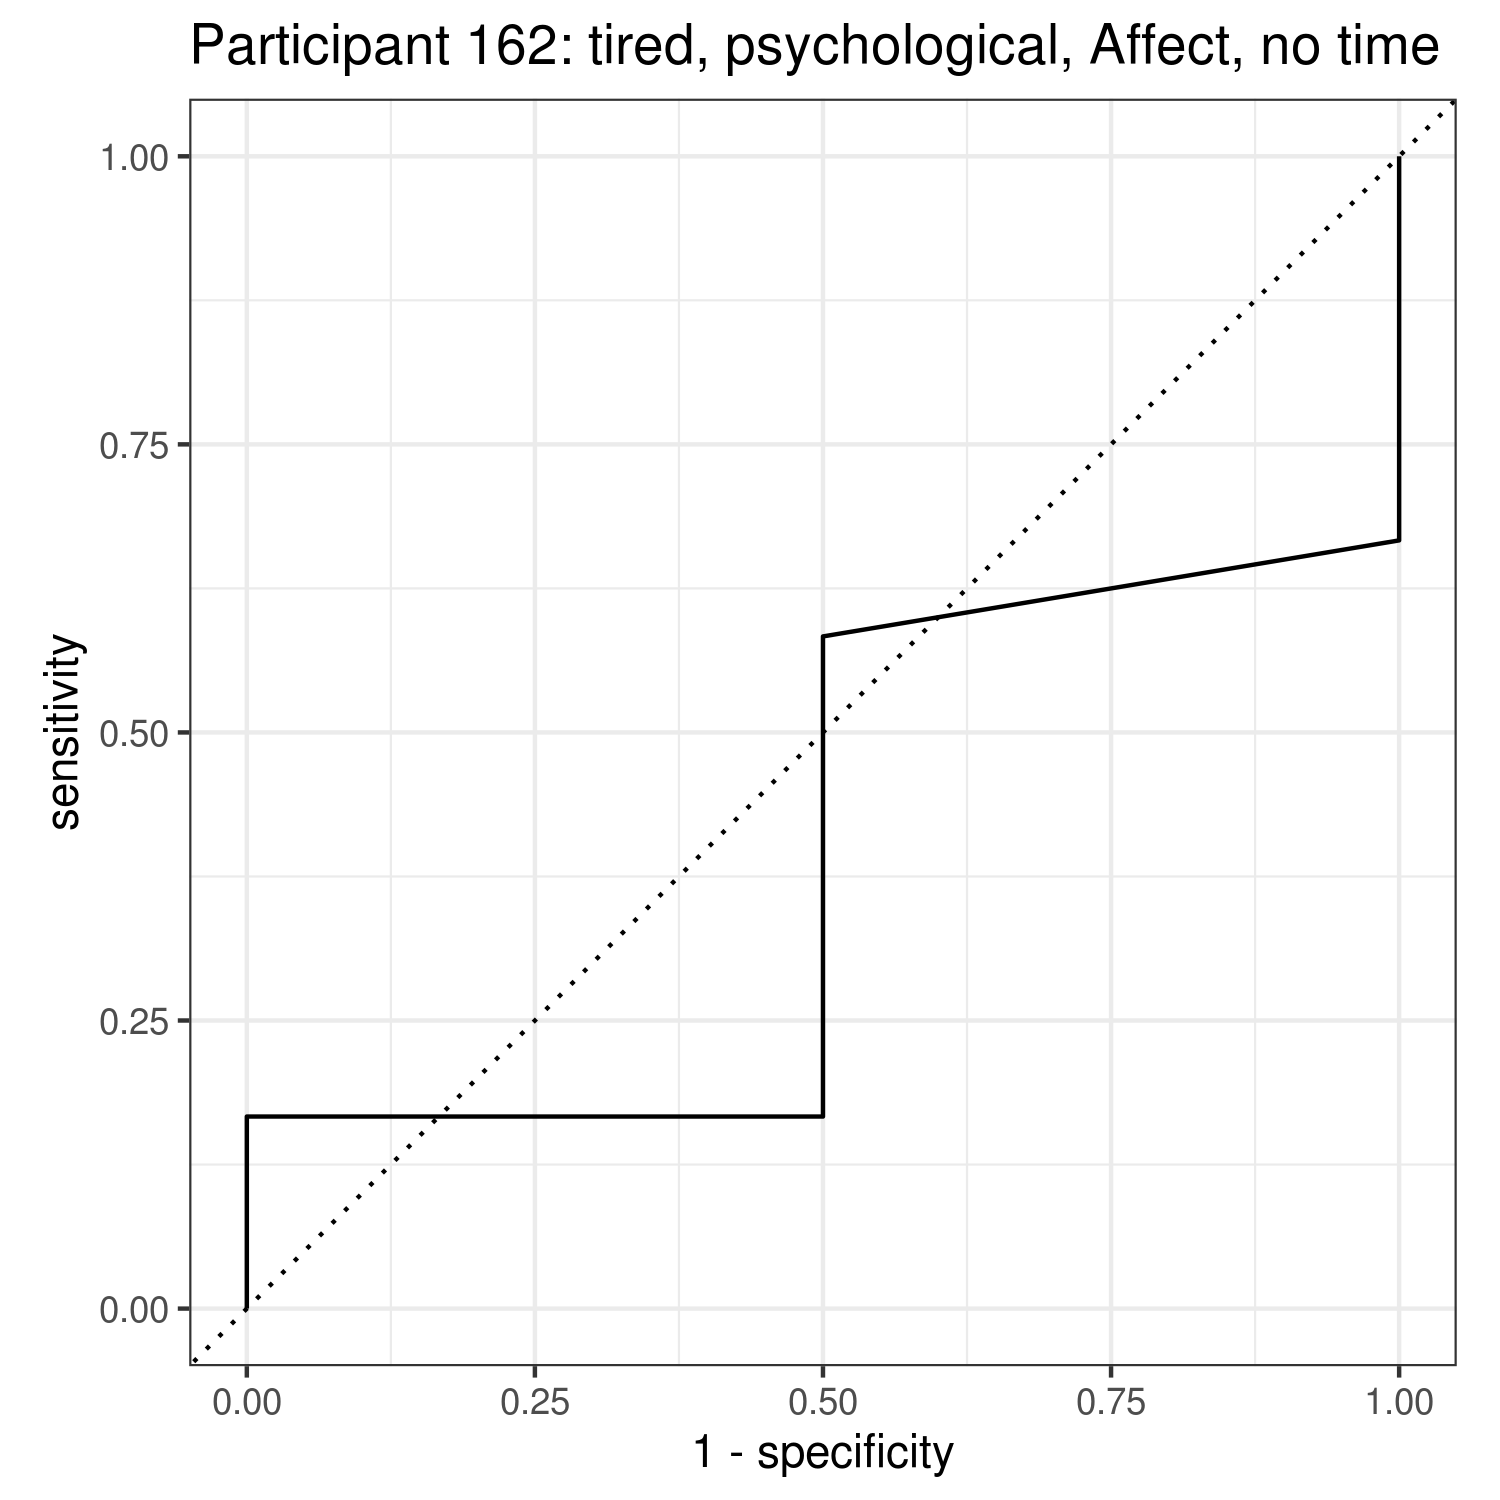 Participant 162: tired, psychological, Affect, no time
1.00
0.75
0.50
0.25
0.00
sensitivity
0.00 0.25 0.50 0.75 1.00
1 - specificity